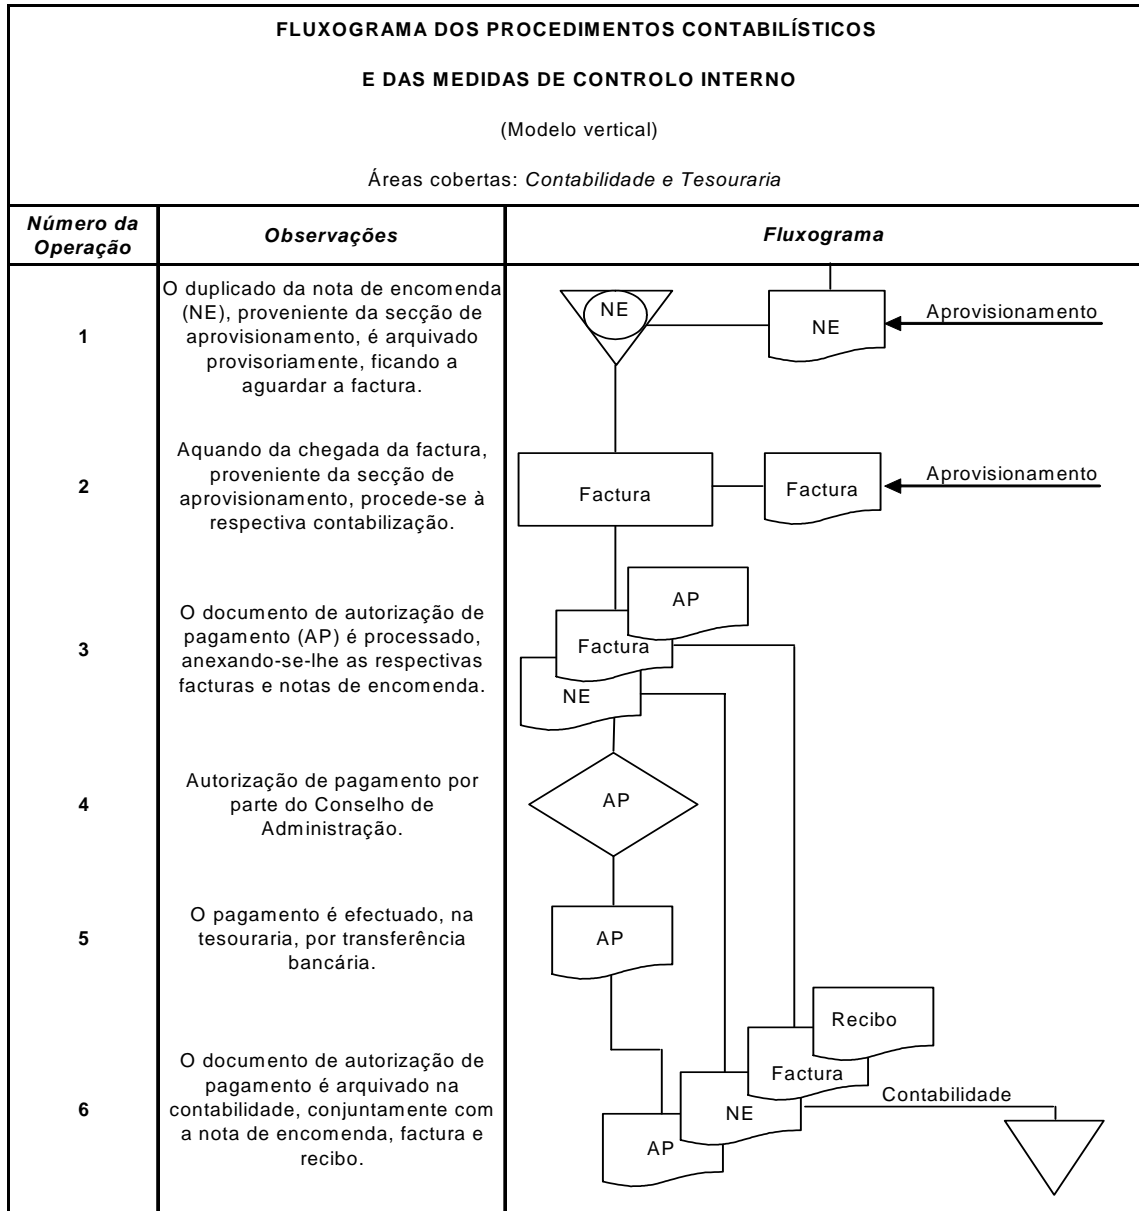 FLUXOGRAMA DOS PROCEDIMENTOS CONTABILÍSTICOS
E DAS MEDIDAS DE CONTROLO INTERNO
(Modelo vertical)
Áreas cobertas: Contabilidade e Tesouraria
Número da
Operação
Observações
Fluxograma
1
O duplicado da nota de encomenda
(NE), proveniente da secção de
aprovisionamento, é arquivado
provisoriamente, ficando a
aguardar a factura.
NE
NE
Aprovisionamento
2
Aquando da chegada da factura,
proveniente da secção de
aprovisionamento, procede-se à
respectiva contabilização.
Factura
Factura
Aprovisionamento
3
O documento de autorização de
pagamento (AP) é processado,
anexando-se-lhe as respectivas
facturas e notas de encomenda.
AP
Factura
NE
4
Autorização de pagamento por
parte do Conselho de
Administração.
AP
5
O pagamento é efectuado, na
tesouraria, por transferência
bancária.
AP
6
O documento de autorização de
pagamento é arquivado na
contabilidade, conjuntamente com
a nota de encomenda, factura e
recibo.
Recibo
Factura
NE
AP
Contabilidade